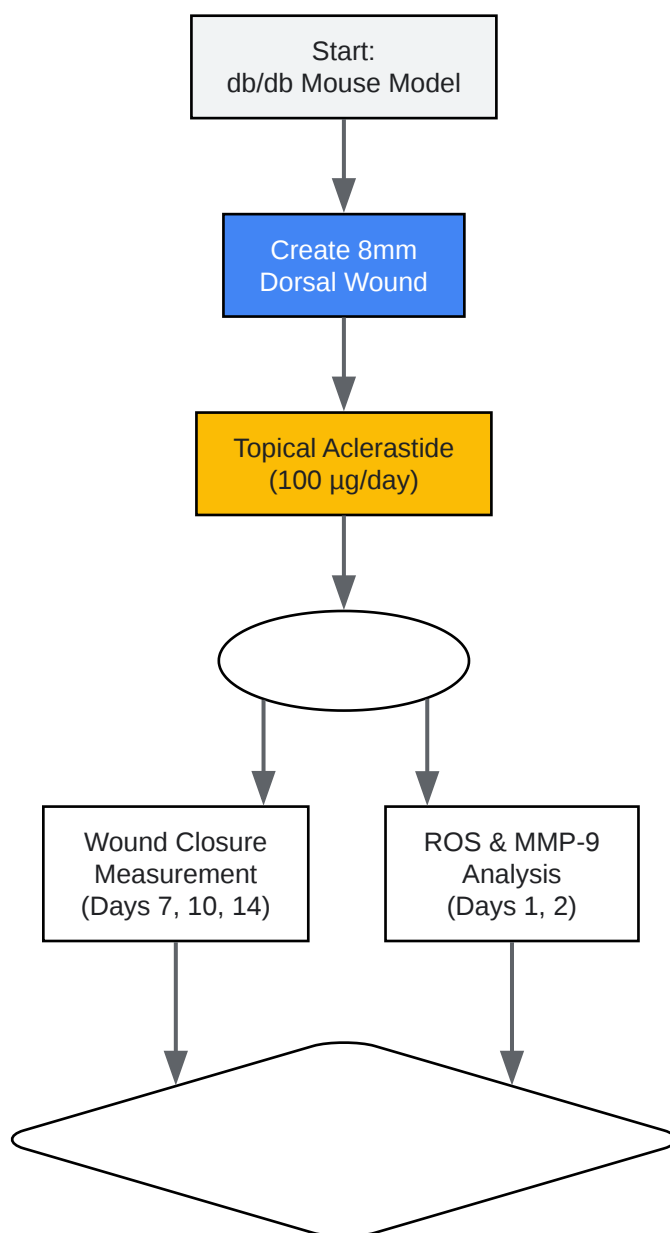 Start:
db/db Mouse Model
Create 8mm
Dorsal Wound
Topical Aclerastide
(100 µg/day)
Wound Closure
Measurement
(Days 7, 10, 14)
ROS & MMP-9
Analysis
(Days 1, 2)